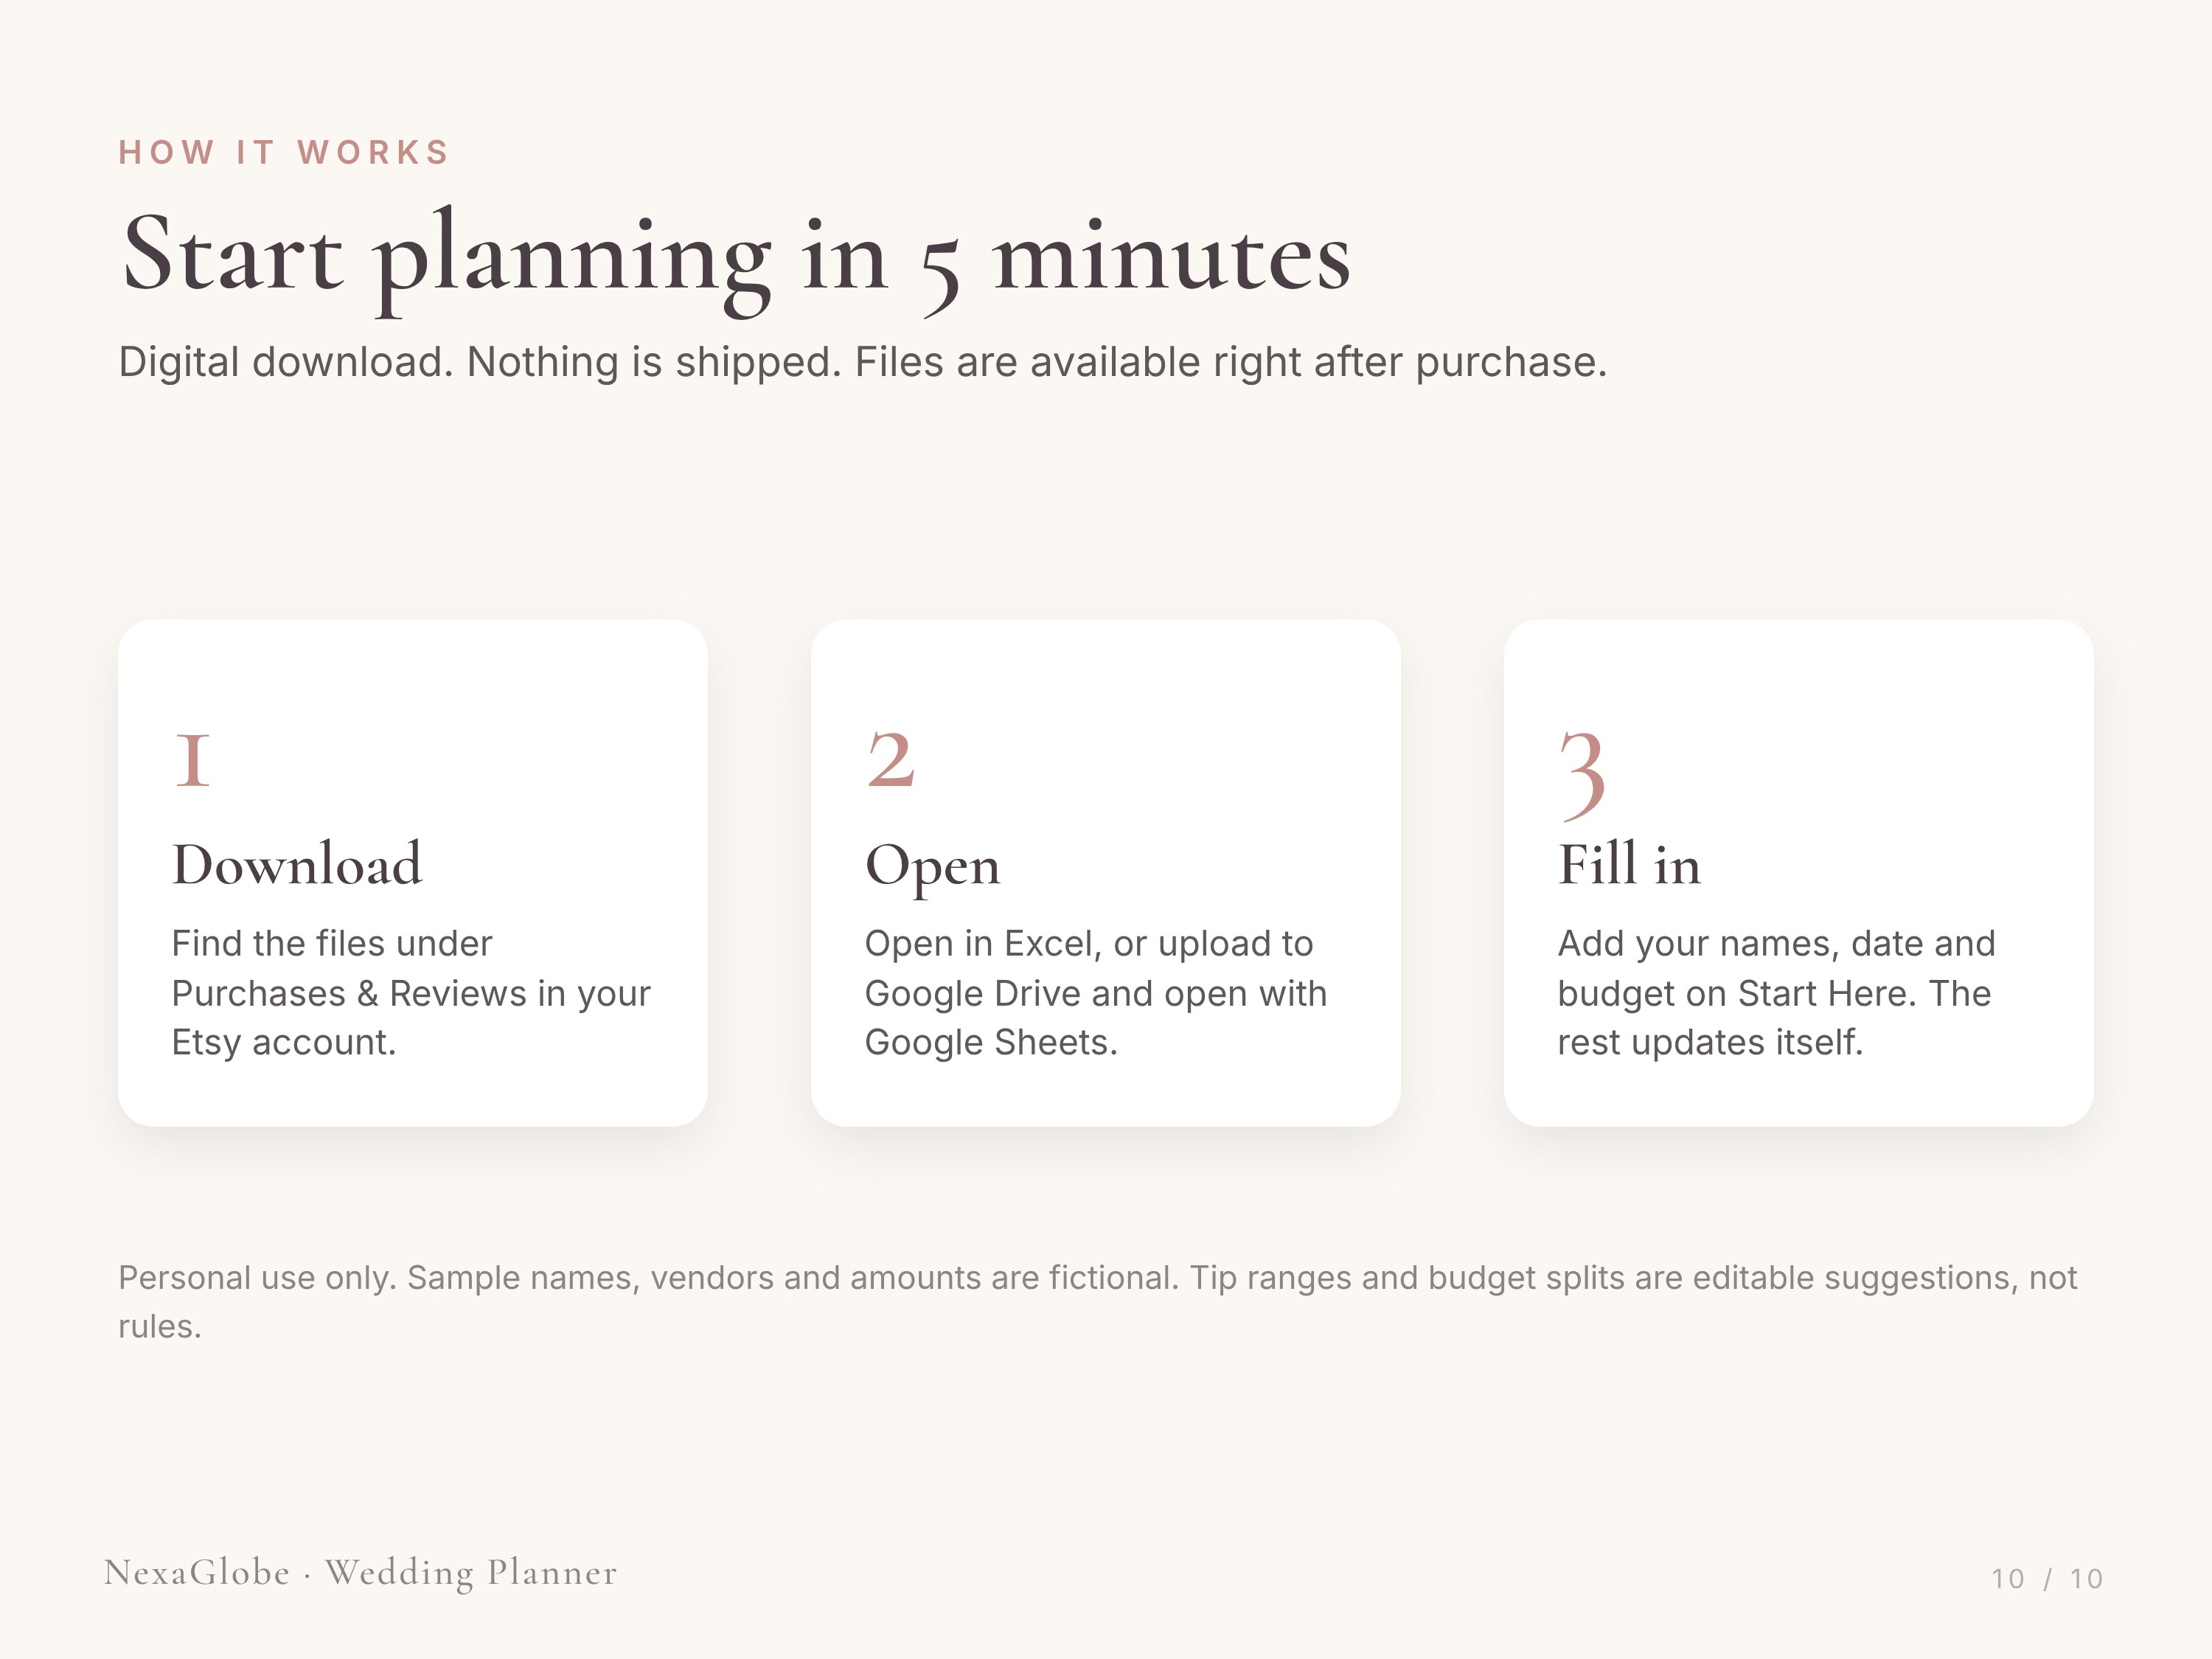 HOW IT WORKS
Start planning in 5 minutes
Digital download. Nothing is shipped. Files are available right after purchase.
1
Download
Find the files under
Purchases & Reviews in your
Etsy account.
2
Open
Open in Excel, or upload to
Google Drive and open with
Google Sheets.
3
Fill in
Add your names, date and
budget on Start Here. The
rest updates itself.
Personal use only. Sample names, vendors and amounts are fictional. Tip ranges and budget splits are editable suggestions, not
rules.
NexaGlobe · Wedding Planner
10 / 10